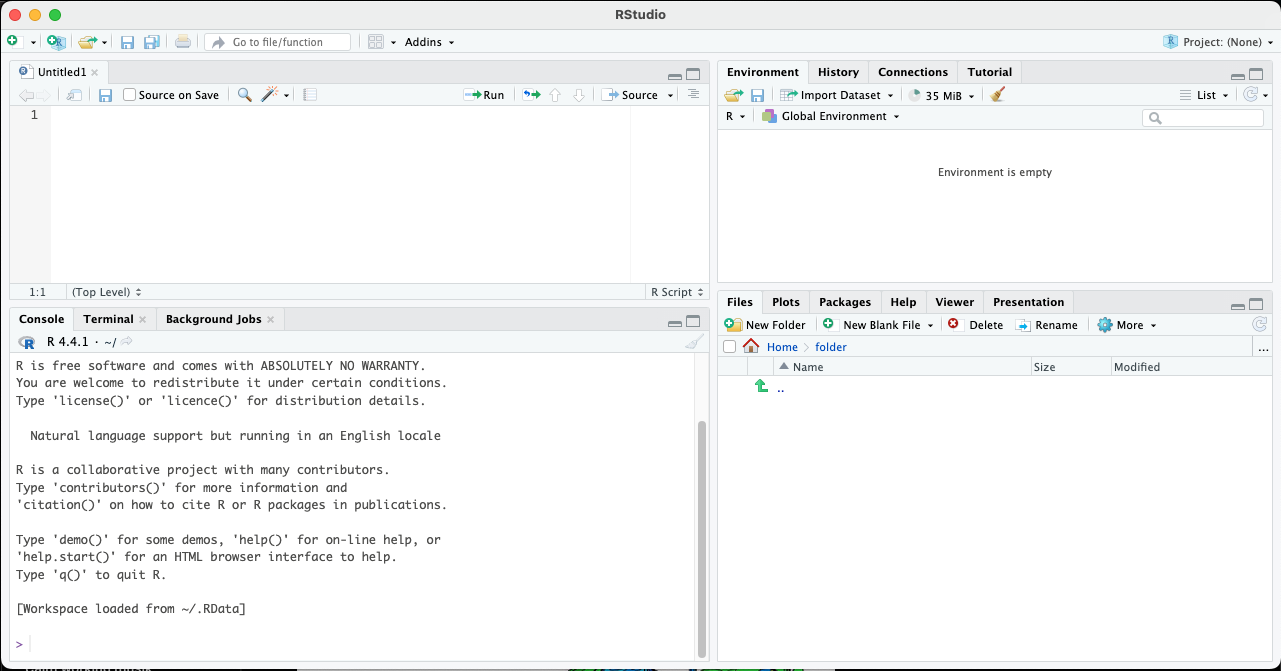 RStudio
Go to file/function
Addins
Project: (None)
Untitled1
Source on Save
Run
Source
1
1:1
(Top Level)
R Script
Console
Terminal
Background Jobs
R 4.4.1 · ~/
R is free software and comes with ABSOLUTELY NO WARRANTY.
You are welcome to redistribute it under certain conditions.
Type 'license()' or 'licence()' for distribution details.
Natural language support but running in an English locale
R is a collaborative project with many contributors.
Type 'contributors()' for more information and
'citation()' on how to cite R or R packages in publications.
Type 'demo()' for some demos, 'help()' for on-line help, or
'help.start()' for an HTML browser interface to help.
Type 'q()' to quit R.
[Workspace loaded from ~/.RData]
>
Environment
History
Connections
Tutorial
Import Dataset
35 MiB
List
R
Global Environment
Environment is empty
Files
Plots
Packages
Help
Viewer
Presentation
New Folder
New Blank File
Delete
Rename
More
Home
folder
...
Name
Size
Modified
..